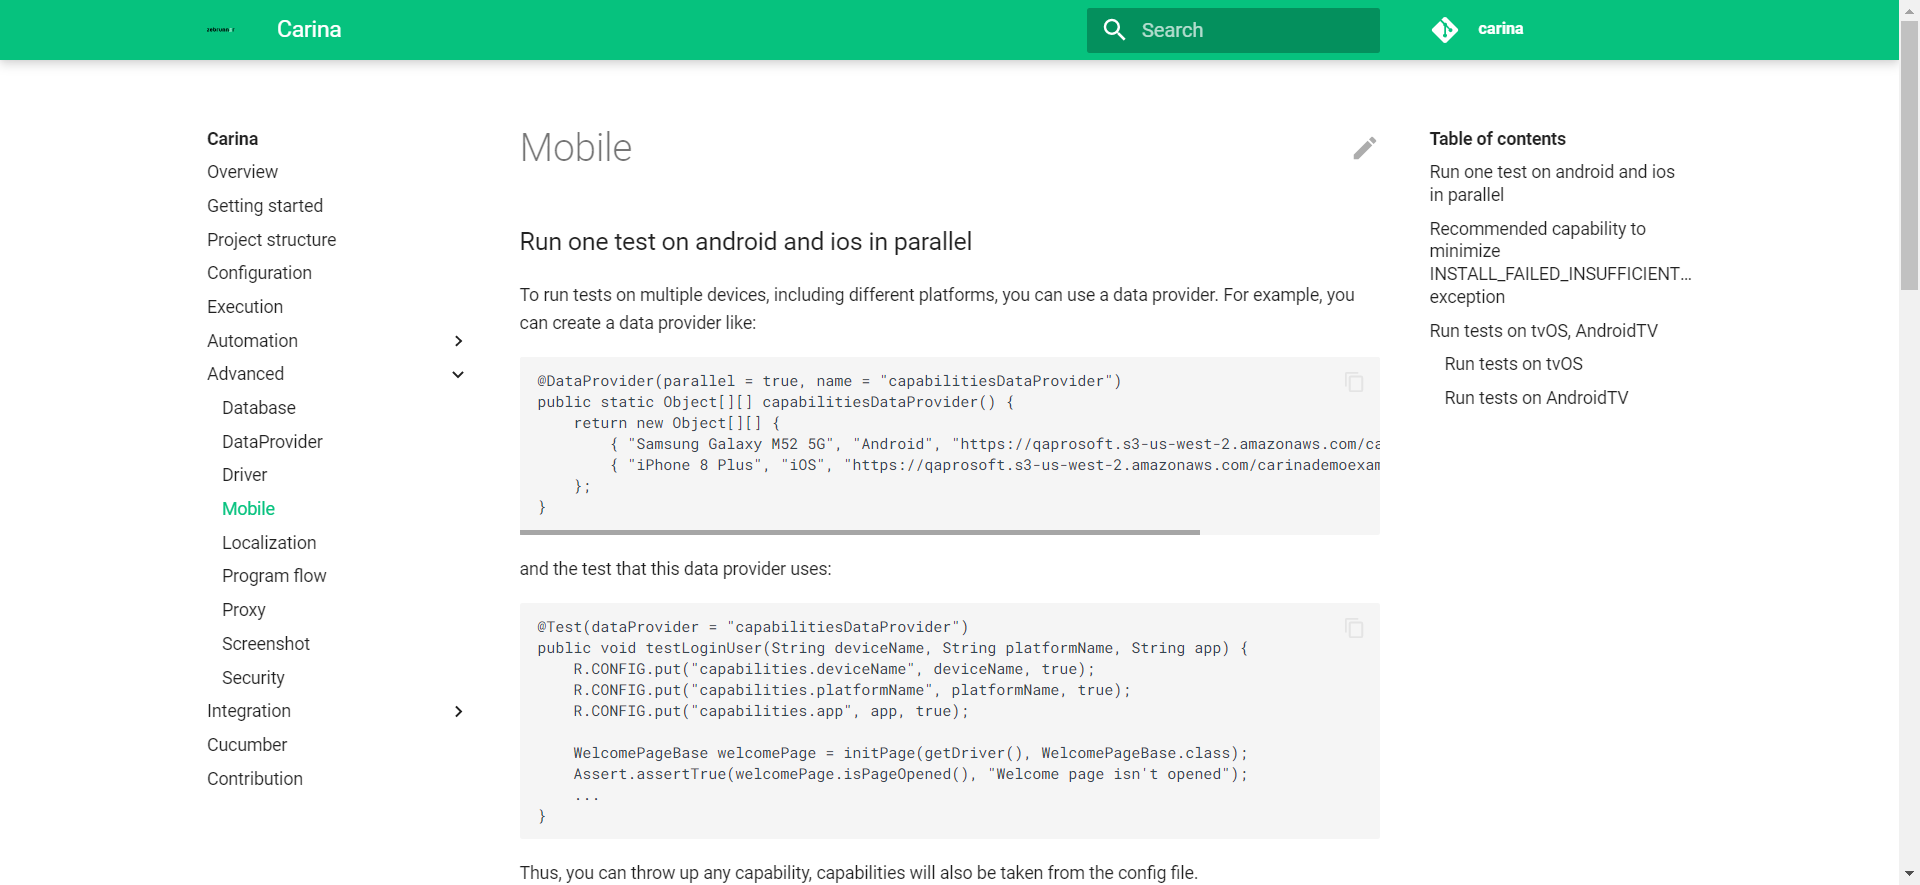 zebrunner
Carina
Search
carina
Carina
Overview
Getting started
Project structure
Configuration
Execution
Automation
Advanced
Database
DataProvider
Driver
Mobile
Localization
Program flow
Proxy
Screenshot
Security
Integration
Cucumber
Contribution
Mobile
Run one test on android and ios in parallel
To run tests on multiple devices, including different platforms, you can use a data provider. For example, you
can create a data provider like:
@DataProvider(parallel = true, name = "capabilitiesDataProvider")
public static Object[][] capabilitiesDataProvider() {
    return new Object[][] {
        { "Samsung Galaxy M52 5G", "Android", "https://qaprosoft.s3-us-west-2.amazonaws.com/ca
        { "iPhone 8 Plus", "iOS", "https://qaprosoft.s3-us-west-2.amazonaws.com/carinademoexam
    };
}
and the test that this data provider uses:
@Test(dataProvider = "capabilitiesDataProvider")
public void testLoginUser(String deviceName, String platformName, String app) {
    R.CONFIG.put("capabilities.deviceName", deviceName, true);
    R.CONFIG.put("capabilities.platformName", platformName, true);
    R.CONFIG.put("capabilities.app", app, true);
    WelcomePageBase welcomePage = initPage(getDriver(), WelcomePageBase.class);
    Assert.assertTrue(welcomePage.isPageOpened(), "Welcome page isn't opened");
    ...
}
Thus, you can throw up any capability, capabilities will also be taken from the config file.
Table of contents
Run one test on android and ios
in parallel
Recommended capability to
minimize
INSTALL_FAILED_INSUFFICIENT…
exception
Run tests on tvOS, AndroidTV
Run tests on tvOS
Run tests on AndroidTV